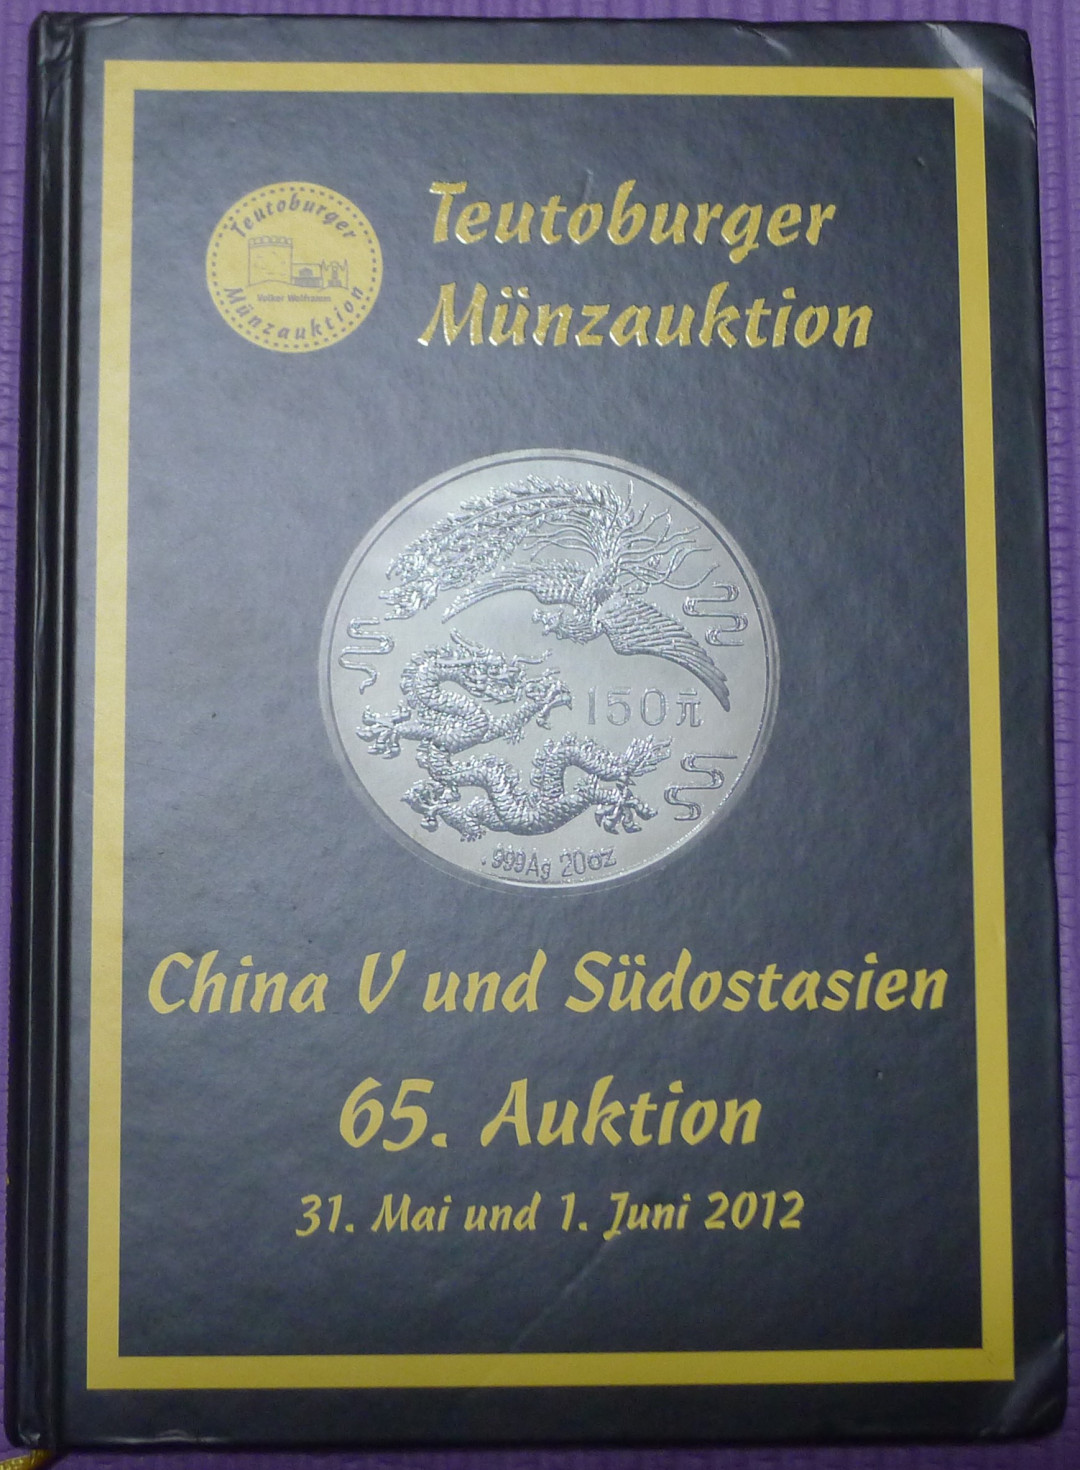 Teutoburger
Volker Wolframm
Münzauktion
Teutoburger
Münzauktion
150元
.999Ag 20oz
China V und Südostasien
65. Auktion
31. Mai und 1. Juni 2012